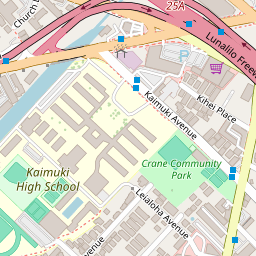 Church
25A
Lunalilo Freew
Kihei Place
Kaimuki Avenue
Kaimuki
High School
Crane Community
Park
Leialoha Avenue
venue